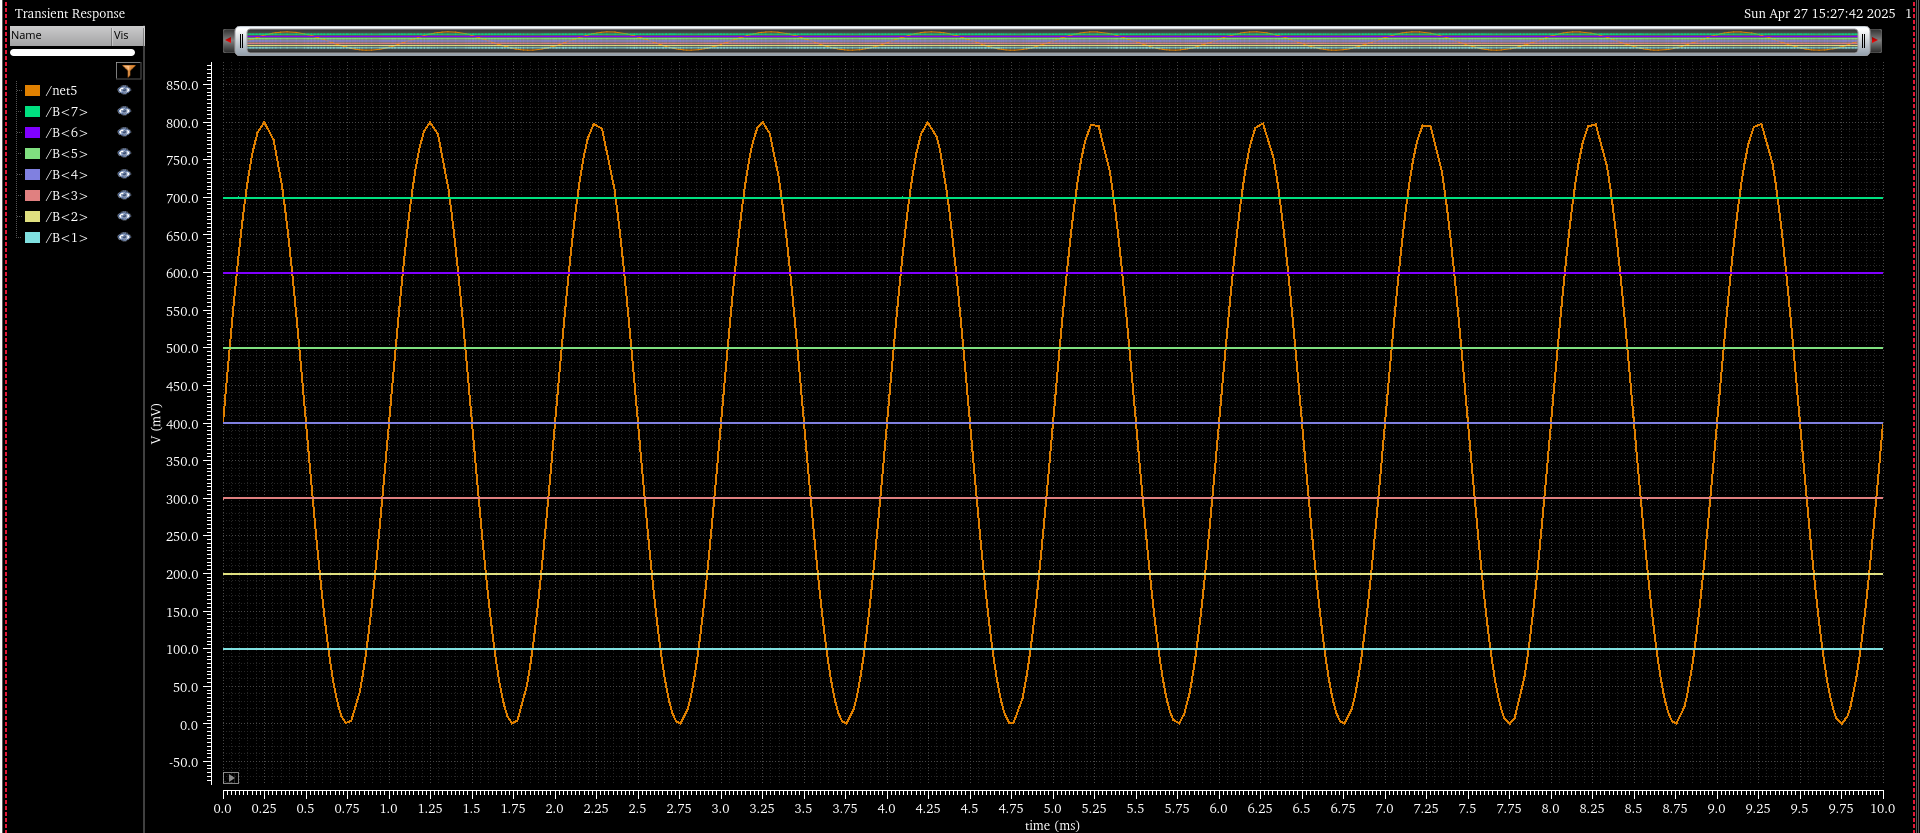 Transient Response
Sun Apr 27 15:27:42 2025 1
Name Vis
/net5
/B<7>
/B<6>
/B<5>
/B<4>
/B<3>
/B<2>
/B<1>
V (mV)
850.0
800.0
750.0
700.0
650.0
600.0
550.0
500.0
450.0
400.0
350.0
300.0
250.0
200.0
150.0
100.0
50.0
0.0
-50.0
0.0 0.25 0.5 0.75 1.0 1.25 1.5 1.75 2.0 2.25 2.5 2.75 3.0 3.25 3.5 3.75 4.0 4.25 4.5 4.75 5.0 5.25 5.5 5.75 6.0 6.25 6.5 6.75 7.0 7.25 7.5 7.75 8.0 8.25 8.5 8.75 9.0 9.25 9.5 9.75 10.0
time (ms)